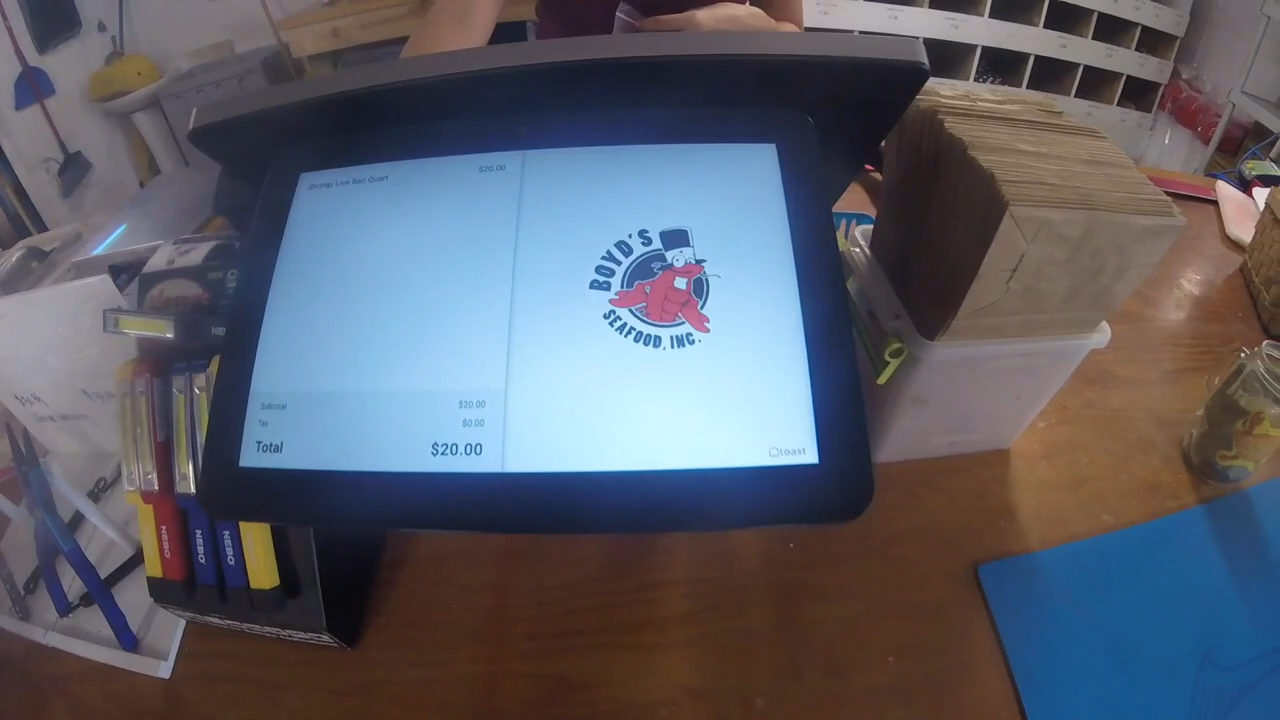 Shrimp Live Bait Quart $20.00
BOYD'S
SEAFOOD, INC.
Subtotal $20.00
Tax $0.00
Total $20.00
toast
NEBO
NEBO
NEBO